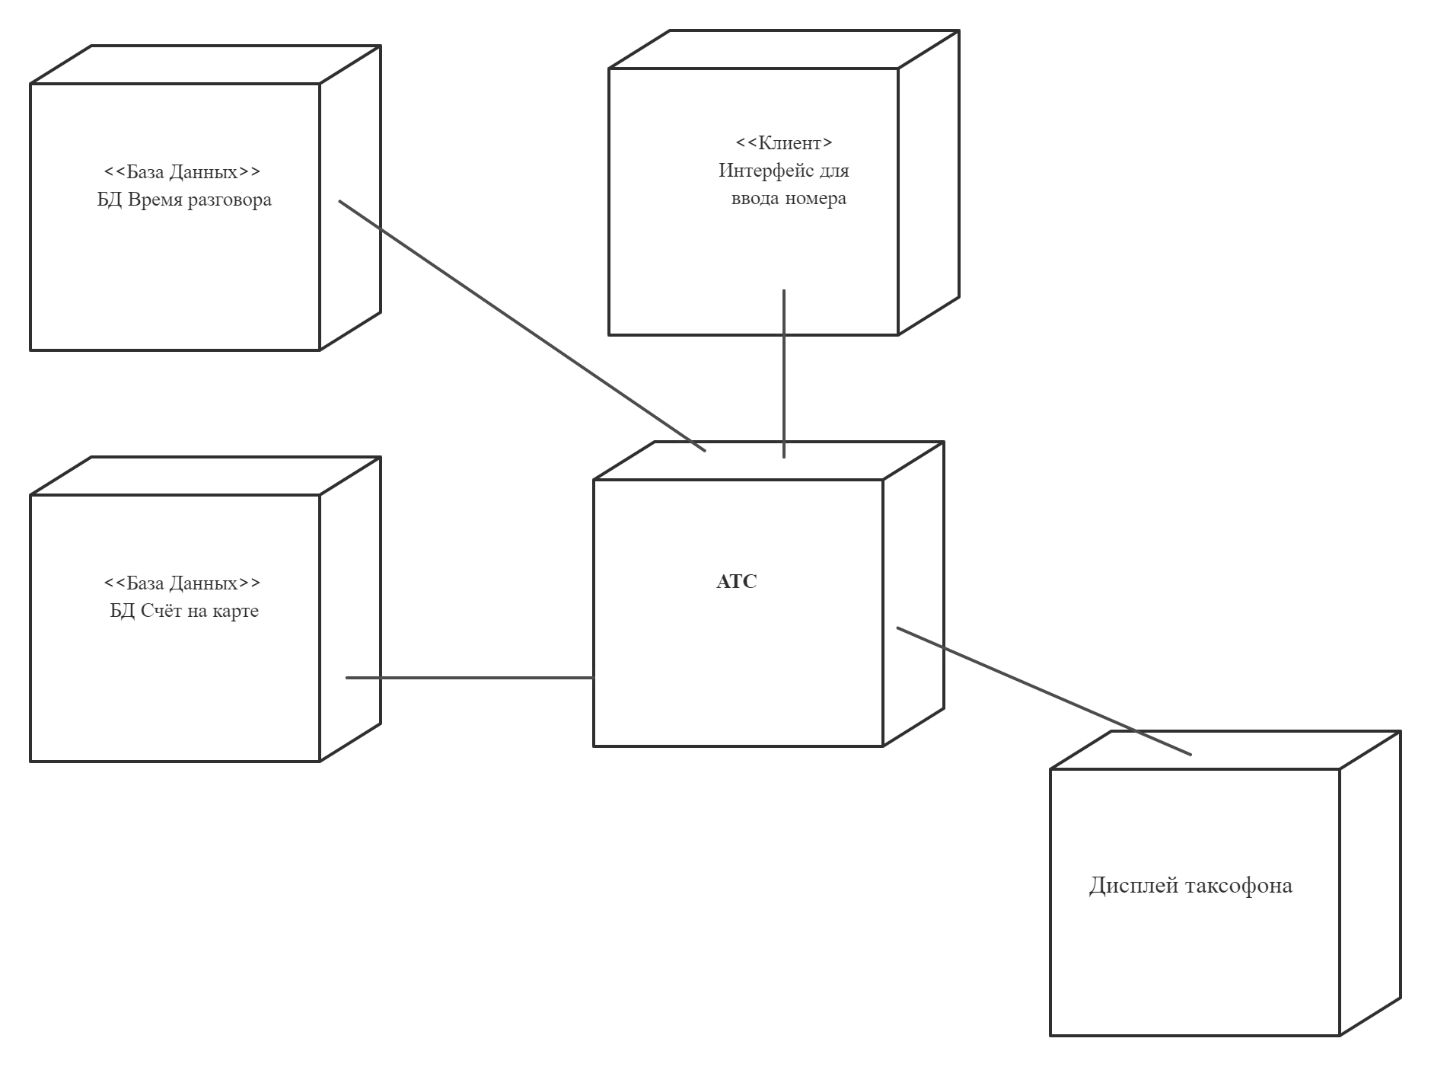 <<База Данных>>
БД Время разговора
<<Клиент>
Интерфейс для
ввода номера
<<База Данных>>
БД Счёт на карте
АТС
Дисплей таксофона